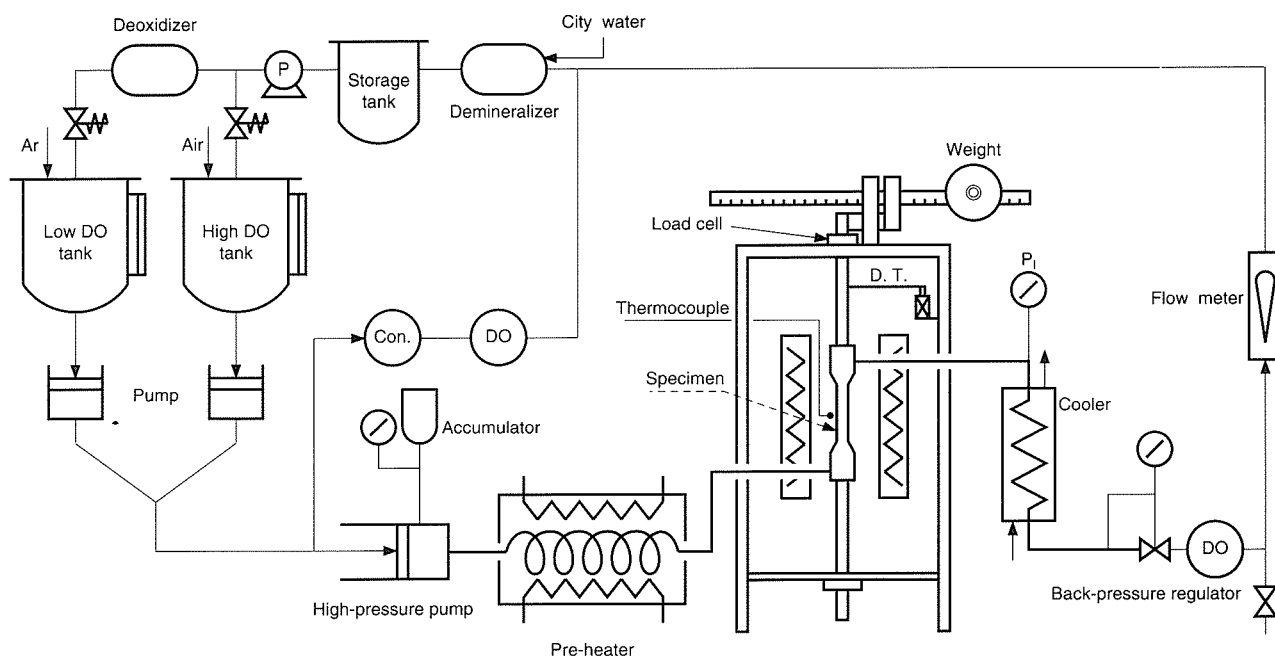 City water
Deoxidizer
P
Storage
tank
Demineralizer
Ar
Air
Weight
Low DO
tank
High DO
tank
Load cell
D. T.
P_I
Thermocouple
Flow meter
Con.
DO
Pump
Specimen
Cooler
Accumulator
DO
High-pressure pump
Back-pressure regulator
Pre-heater